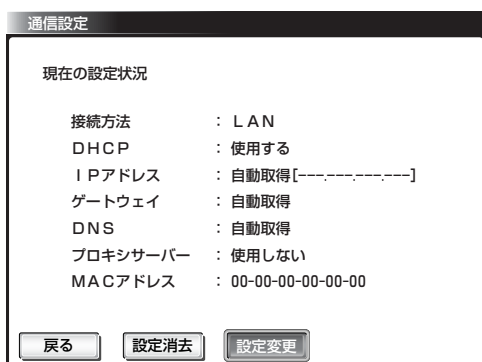 通信設定
現在の設定状況
接続方法 : LAN
DHCP : 使用する
IPアドレス : 自動取得[---.---.---.---]
ゲートウェイ : 自動取得
DNS : 自動取得
プロキシサーバー : 使用しない
MACアドレス : 00-00-00-00-00-00
戻る 設定消去 設定変更